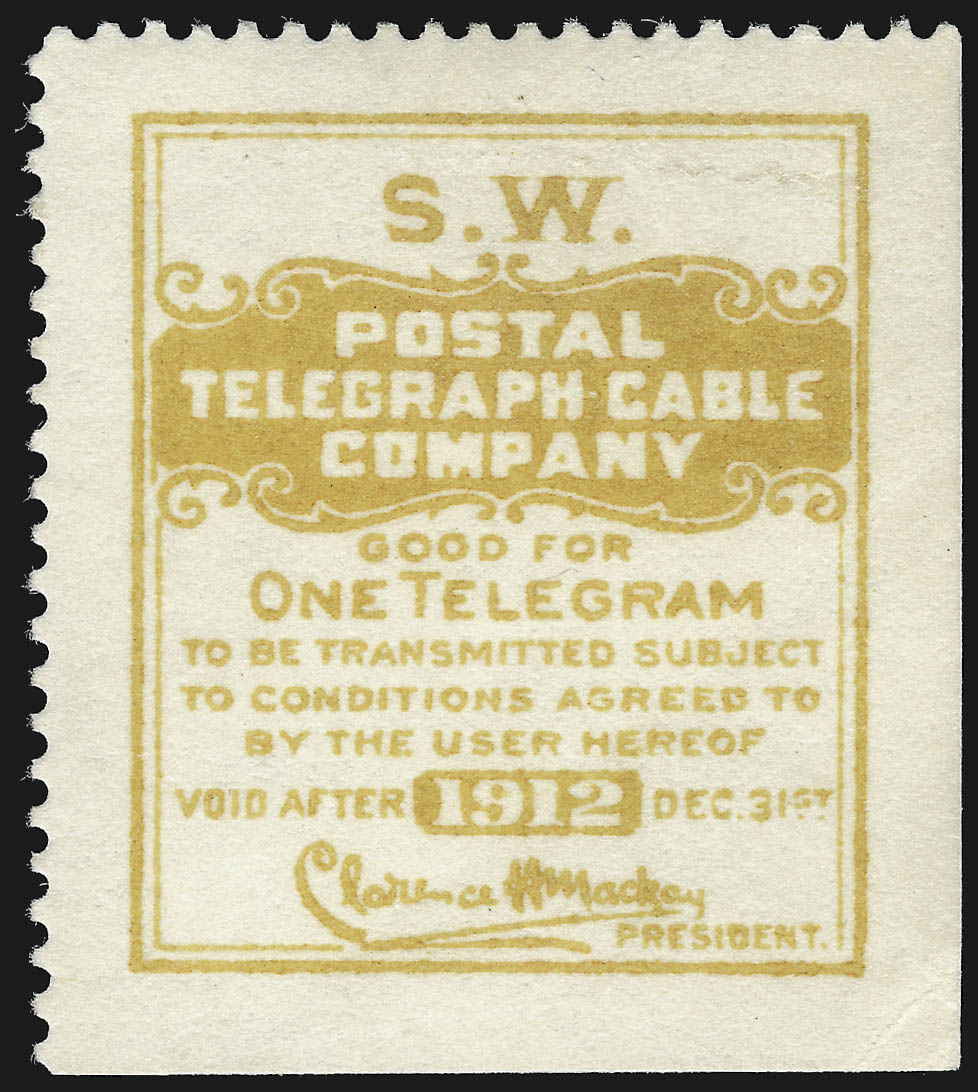 S.W.
POSTAL
TELEGRAPH-CABLE
COMPANY
GOOD FOR
ONE TELEGRAM
TO BE TRANSMITTED SUBJECT
TO CONDITIONS AGREED TO
BY THE USER HEREOF
VOID AFTER 1912 DEC. 31ST
Clarence H Mackay
PRESIDENT.